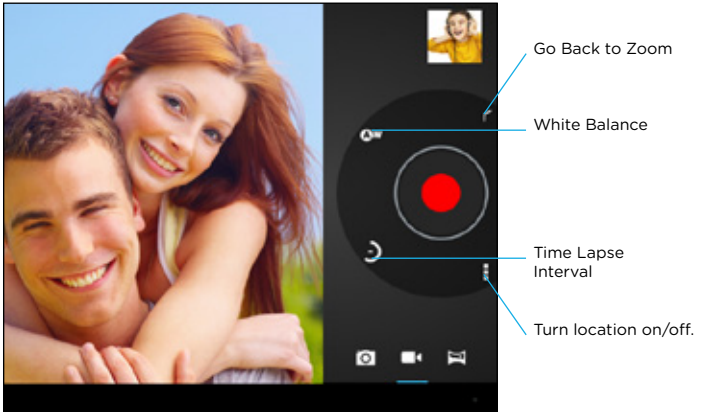 Go Back to Zoom
White Balance
Time Lapse
Interval
Turn location on/off.